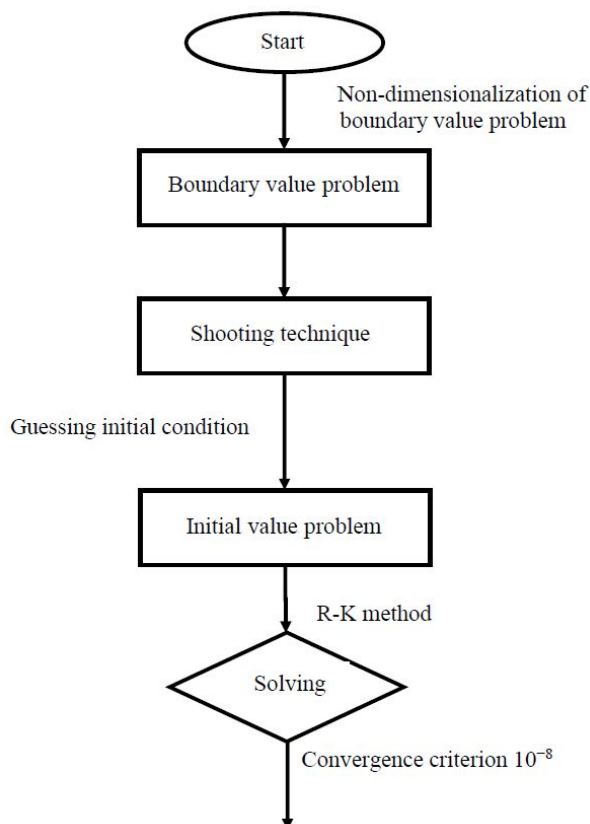 Start
Non-dimensionalization of
boundary value problem
Boundary value problem
Shooting technique
Guessing initial condition
Initial value problem
R-K method
Solving
Convergence criterion 10⁻⁸